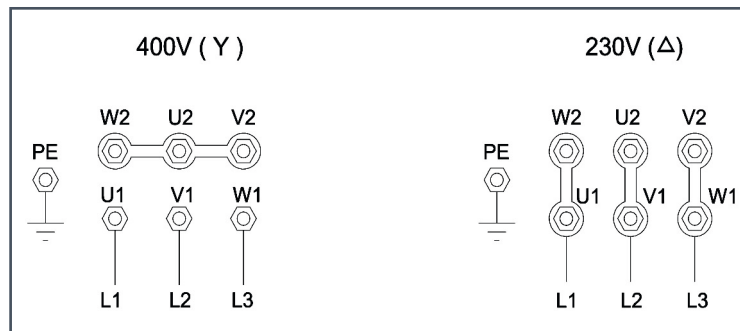 400V ( Y )
230V (△)
W2 U2 V2
PE
U1 V1 W1
L1 L2 L3
W2 U2 V2
PE
U1 V1 W1
L1 L2 L3